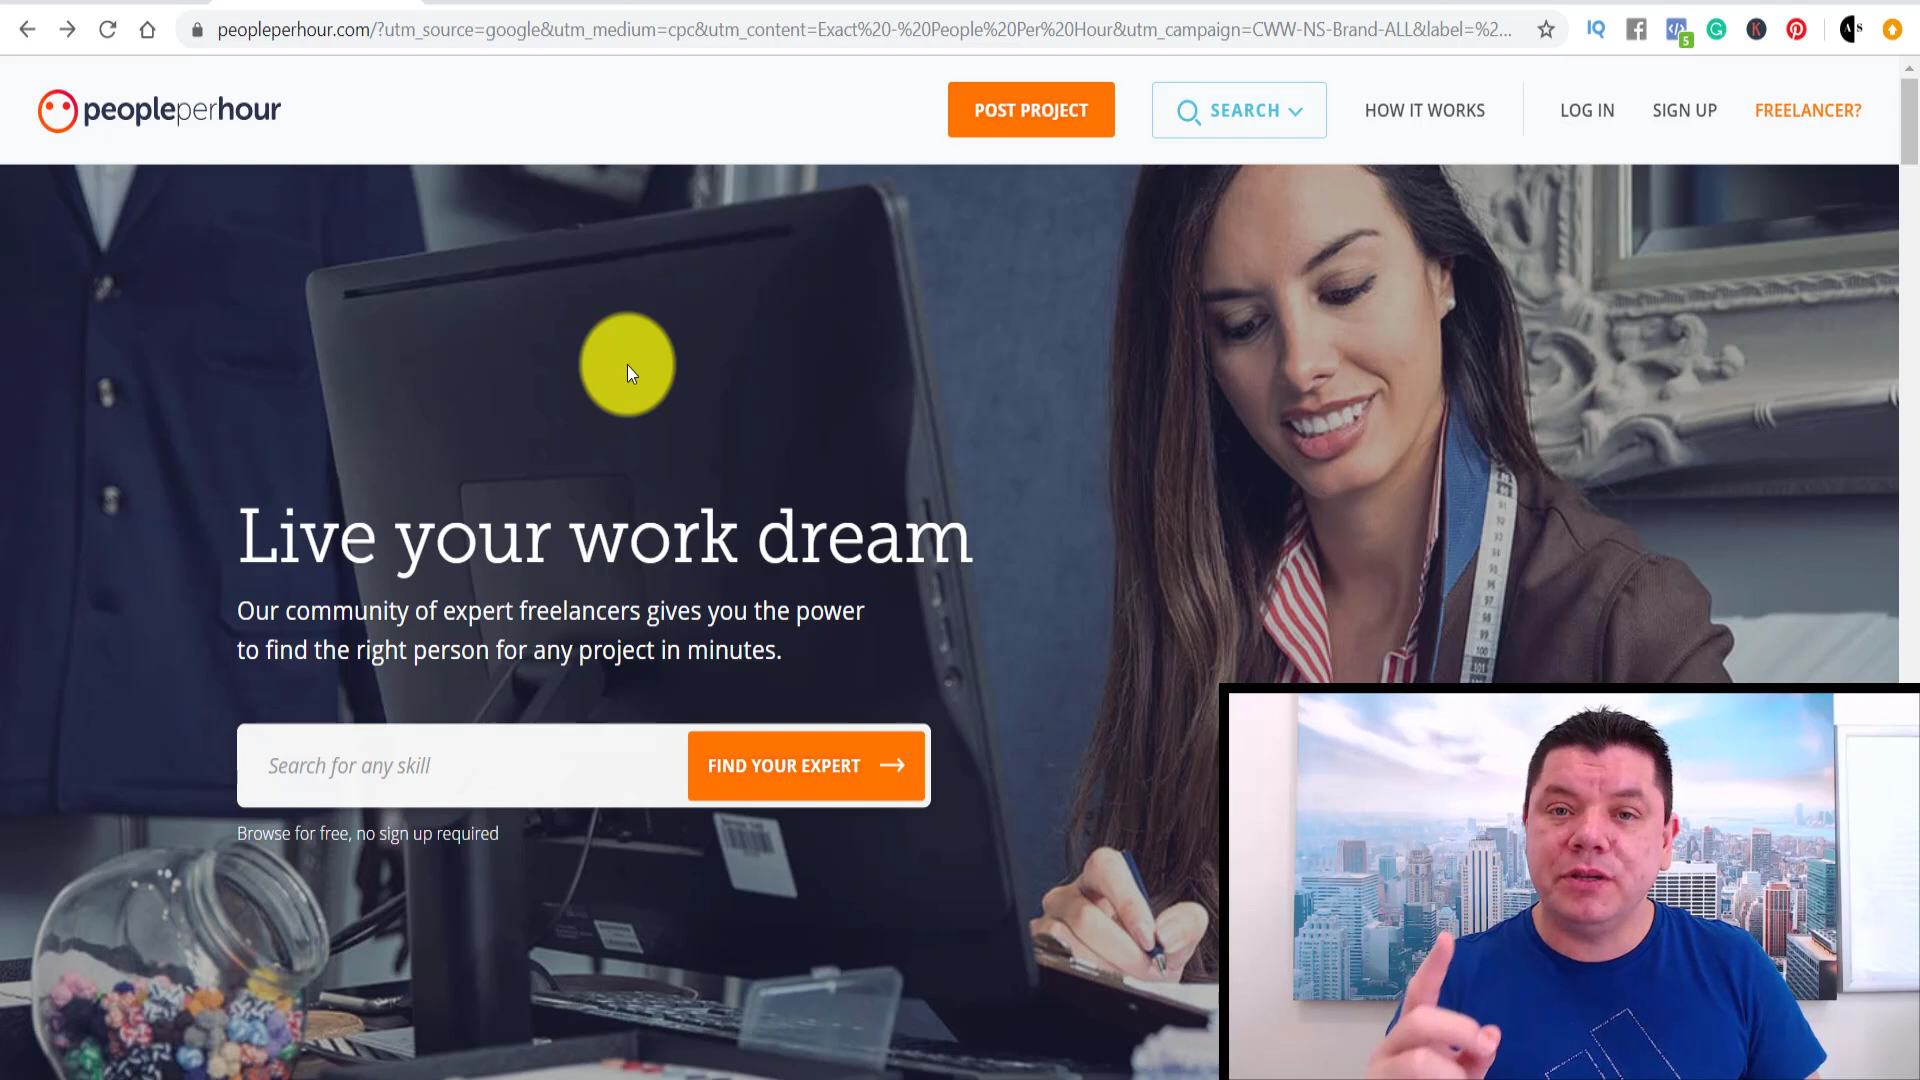 peopleperhour.com/?utm_source=google&utm_medium=cpc&utm_content=Exact%20-%20People%20Per%20Hour&utm_campaign=CWW-NS-Brand-ALL&label=%2...
5
peopleperhour
POST PROJECT
SEARCH
HOW IT WORKS
LOG IN
SIGN UP
FREELANCER?
Live your work dream
Our community of expert freelancers gives you the power
to find the right person for any project in minutes.
Search for any skill
FIND YOUR EXPERT
Browse for free, no sign up required